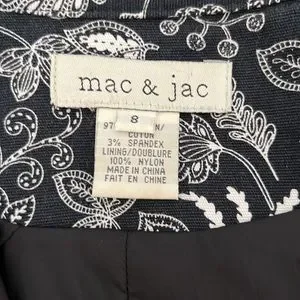 mac & jac
8
97
N/
COTON
3% SPANDEX
LINING/DOUBLURE
100% NYLON
MADE IN CHINA
FAIT EN CHINE